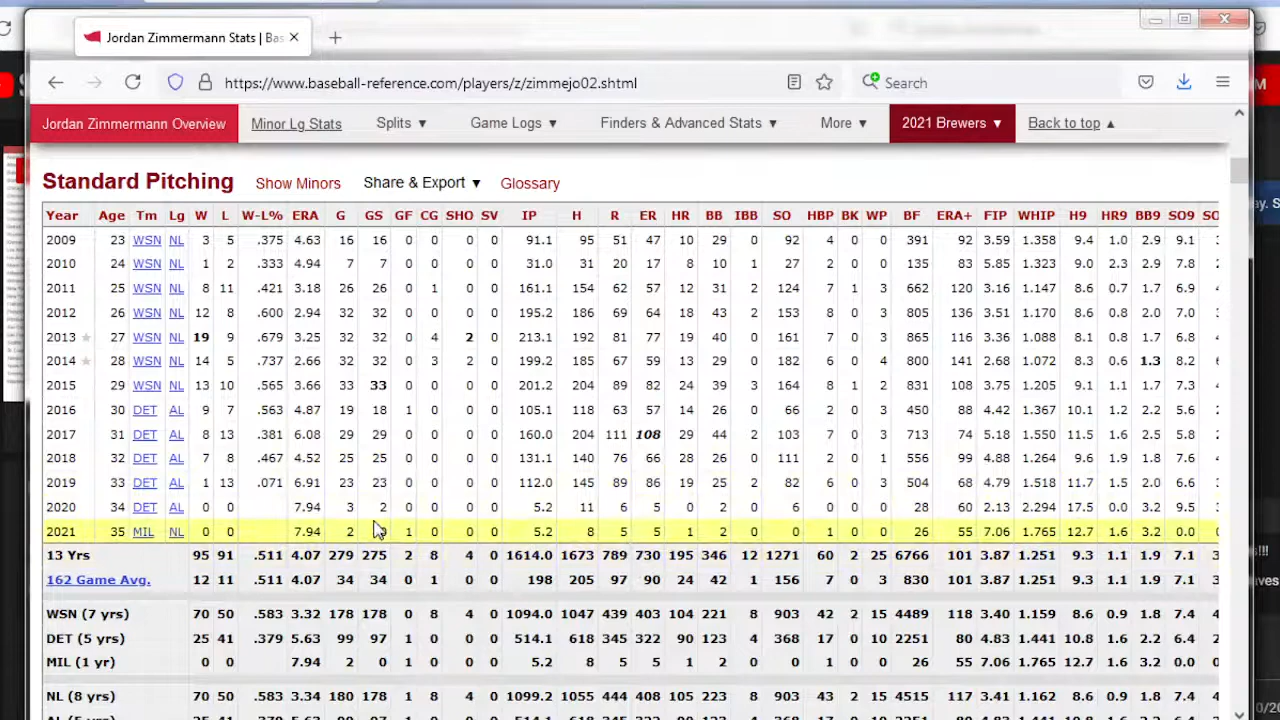 Jordan Zimmermann Stats | Bas
https://www.baseball-reference.com/players/z/zimmejo02.shtml
Search
Jordan Zimmermann Overview Minor Lg Stats Splits ▼ Game Logs ▼ Finders & Advanced Stats ▼ More ▼ 2021 Brewers ▼ Back to top ▲
Standard Pitching Show Minors Share & Export ▼ Glossary
Year Age Tm Lg W L W-L% ERA G GS GF CG SHO SV IP H R ER HR BB IBB SO HBP BK WP BF ERA+ FIP WHIP H9 HR9 BB9 SO9 SO
2009 23 WSN NL 3 5 .375 4.63 16 16 0 0 0 0 91.1 95 51 47 10 29 0 92 4 0 0 391 92 3.59 1.358 9.4 1.0 2.9 9.1
2010 24 WSN NL 1 2 .333 4.94 7 7 0 0 0 0 31.0 31 20 17 8 10 1 27 2 0 0 135 83 5.85 1.323 9.0 2.3 2.9 7.8
2011 25 WSN NL 8 11 .421 3.18 26 26 0 1 0 0 161.1 154 62 57 12 31 2 124 7 1 3 662 120 3.16 1.147 8.6 0.7 1.7 6.9
2012 26 WSN NL 12 8 .600 2.94 32 32 0 0 0 0 195.2 186 69 64 18 43 2 153 8 0 3 805 136 3.51 1.170 8.6 0.8 2.0 7.0
2013 ★ 27 WSN NL 19 9 .679 3.25 32 32 0 4 2 0 213.1 192 81 77 19 40 0 161 7 0 2 865 116 3.36 1.088 8.1 0.8 1.7 6.8
2014 ★ 28 WSN NL 14 5 .737 2.66 32 32 0 3 2 0 199.2 185 67 59 13 29 0 182 6 0 4 800 141 2.68 1.072 8.3 0.6 1.3 8.2
2015 29 WSN NL 13 10 .565 3.66 33 33 0 0 0 0 201.2 204 89 82 24 39 3 164 8 1 2 831 108 3.75 1.205 9.1 1.1 1.7 7.3
2016 30 DET AL 9 7 .563 4.87 19 18 1 0 0 0 105.1 118 63 57 14 26 2 66 2 0 2 450 88 4.42 1.367 10.1 1.2 2.2 5.6
2017 31 DET AL 8 13 .381 6.08 29 29 0 0 0 0 160.0 204 111 108 29 44 2 103 7 0 3 713 74 5.18 1.550 11.5 1.6 2.5 5.8
2018 32 DET AL 7 8 .467 4.52 25 25 0 0 0 0 131.1 140 76 66 28 26 0 111 2 0 1 556 99 4.88 1.264 9.6 1.9 1.8 7.6
2019 33 DET AL 1 13 .071 6.91 23 23 0 0 0 0 112.0 145 89 86 19 25 2 82 6 0 3 504 68 4.79 1.518 11.7 1.5 2.0 6.6
2020 34 DET AL 0 0 7.94 3 2 0 0 0 0 5.2 11 6 5 0 2 0 6 0 0 0 28 60 2.13 2.294 17.5 0.0 3.2 9.5
2021 35 MIL NL 0 0 7.94 2 1 0 0 0 5.2 8 5 5 1 2 0 0 1 0 0 26 55 7.06 1.765 12.7 1.6 3.2 0.0
13 Yrs 95 91 .511 4.07 279 275 2 8 4 0 1614.0 1673 789 730 195 346 12 1271 60 2 25 6766 101 3.87 1.251 9.3 1.1 1.9 7.1
162 Game Avg. 12 11 .511 4.07 34 34 0 1 0 0 198 205 97 90 24 42 1 156 7 0 3 830 101 3.87 1.251 9.3 1.1 1.9 7.1
WSN (7 yrs) 70 50 .583 3.32 178 178 0 8 4 0 1094.0 1047 439 403 104 221 8 903 42 2 15 4489 118 3.40 1.159 8.6 0.9 1.8 7.4
DET (5 yrs) 25 41 .379 5.63 99 97 1 0 0 0 514.1 618 345 322 90 123 4 368 17 0 10 2251 80 4.83 1.441 10.8 1.6 2.2 6.4
MIL (1 yr) 0 0 7.94 2 0 1 0 0 0 5.2 8 5 5 1 2 0 0 1 0 0 26 55 7.06 1.765 12.7 1.6 3.2 0.0
NL (8 yrs) 70 50 .583 3.34 180 178 1 8 4 0 1099.2 1055 444 408 105 223 8 903 43 2 15 4515 117 3.41 1.162 8.6 0.9 1.8 7.4